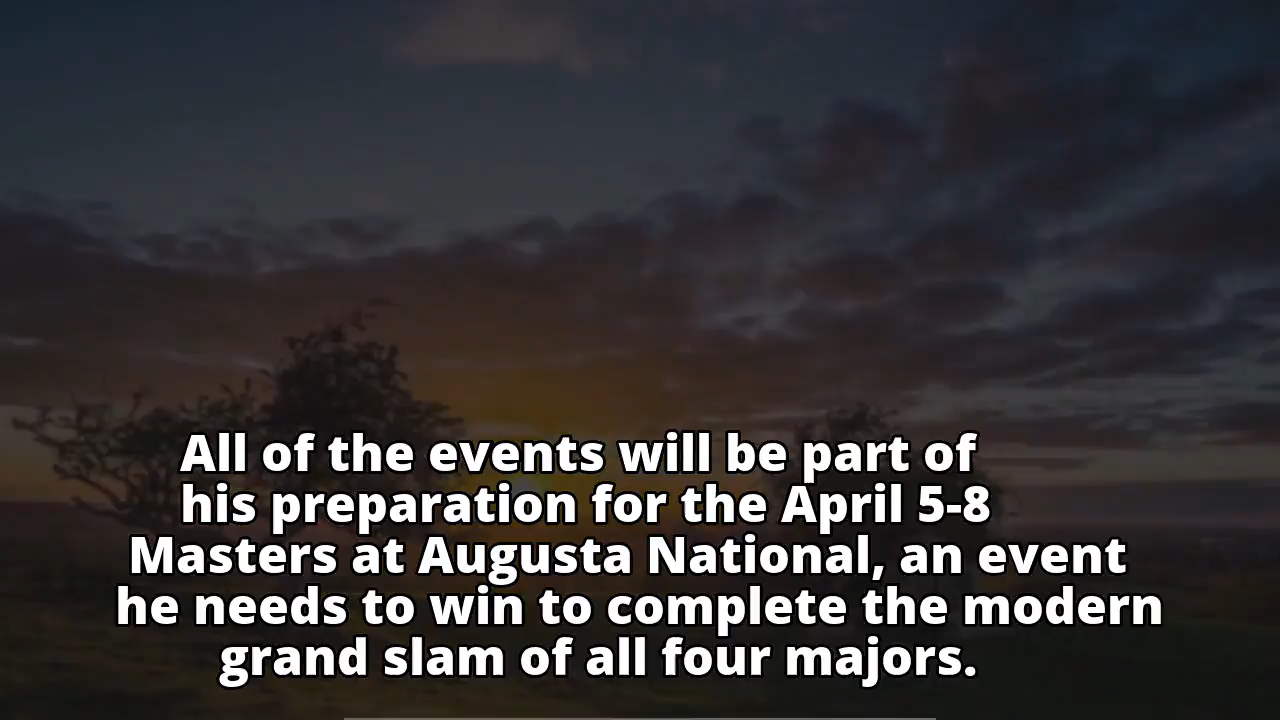 All of the events will be part of
his preparation for the April 5-8
Masters at Augusta National, an event
he needs to win to complete the modern
grand slam of all four majors.